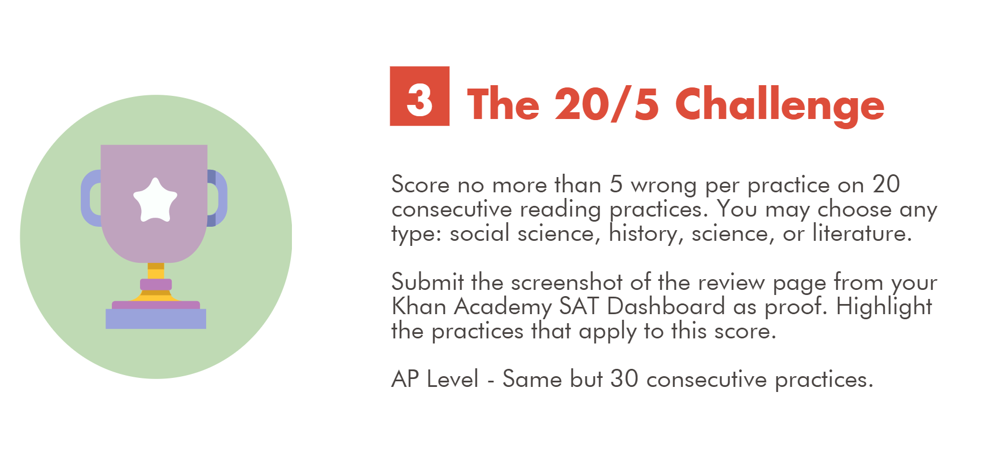 3 The 20/5 Challenge
Score no more than 5 wrong per practice on 20
consecutive reading practices. You may choose any
type: social science, history, science, or literature.
Submit the screenshot of the review page from your
Khan Academy SAT Dashboard as proof. Highlight
the practices that apply to this score.
AP Level - Same but 30 consecutive practices.